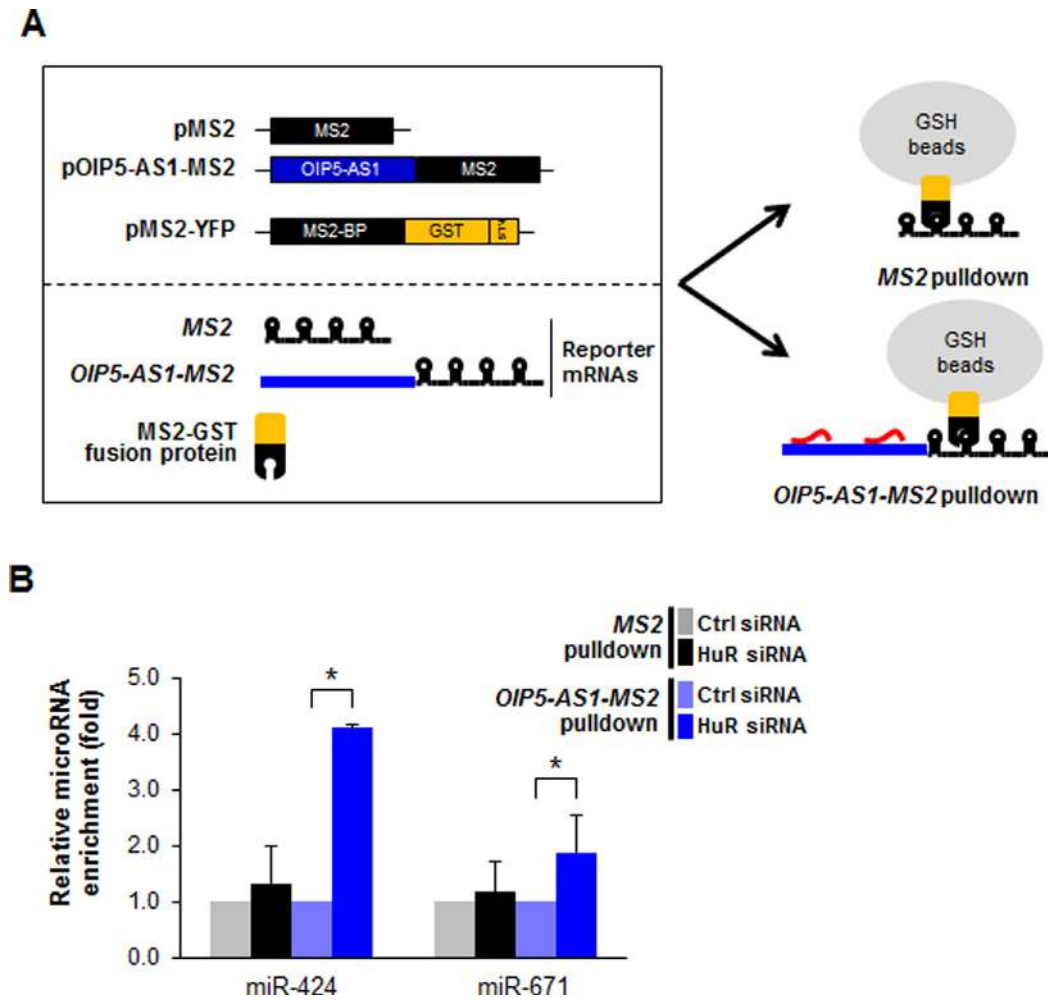 A
pMS2
MS2
pOIP5-AS1-MS2
OIP5-AS1
MS2
pMS2-YFP
MS2-BP
GST
MS2
OIP5-AS1-MS2
Reporter
mRNAs
MS2-GST
fusion protein
GSH
beads
MS2 pulldown
GSH
beads
OIP5-AS1-MS2 pulldown
B
MS2
pulldown
Ctrl siRNA
HuR siRNA
OIP5-AS1-MS2
pulldown
Ctrl siRNA
HuR siRNA
Relative microRNA
enrichment (fold)
5.0
4.0
3.0
2.0
1.0
0.0
*
*
miR-424
miR-671